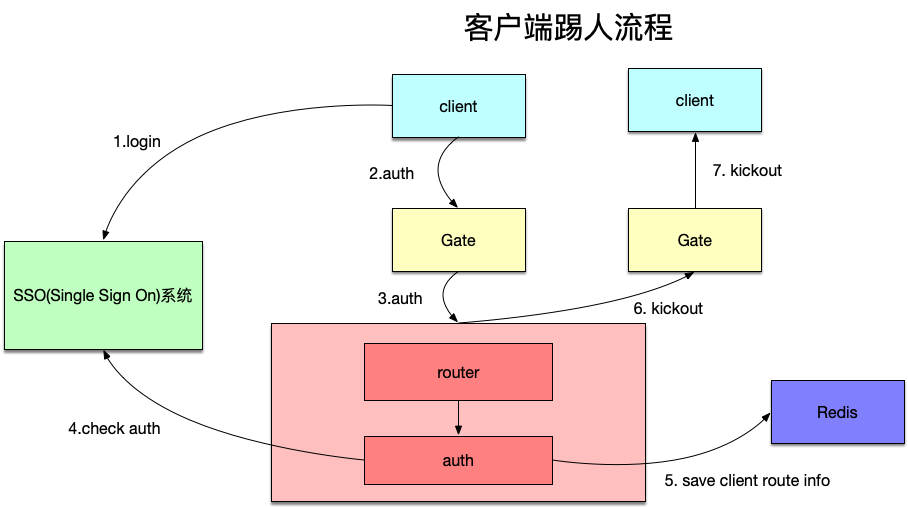 客户端踢人流程
client
client
1.login
2.auth
7. kickout
Gate
Gate
SSO(Single Sign On)系统
3.auth
6. kickout
router
Redis
4.check auth
auth
5. save client route info